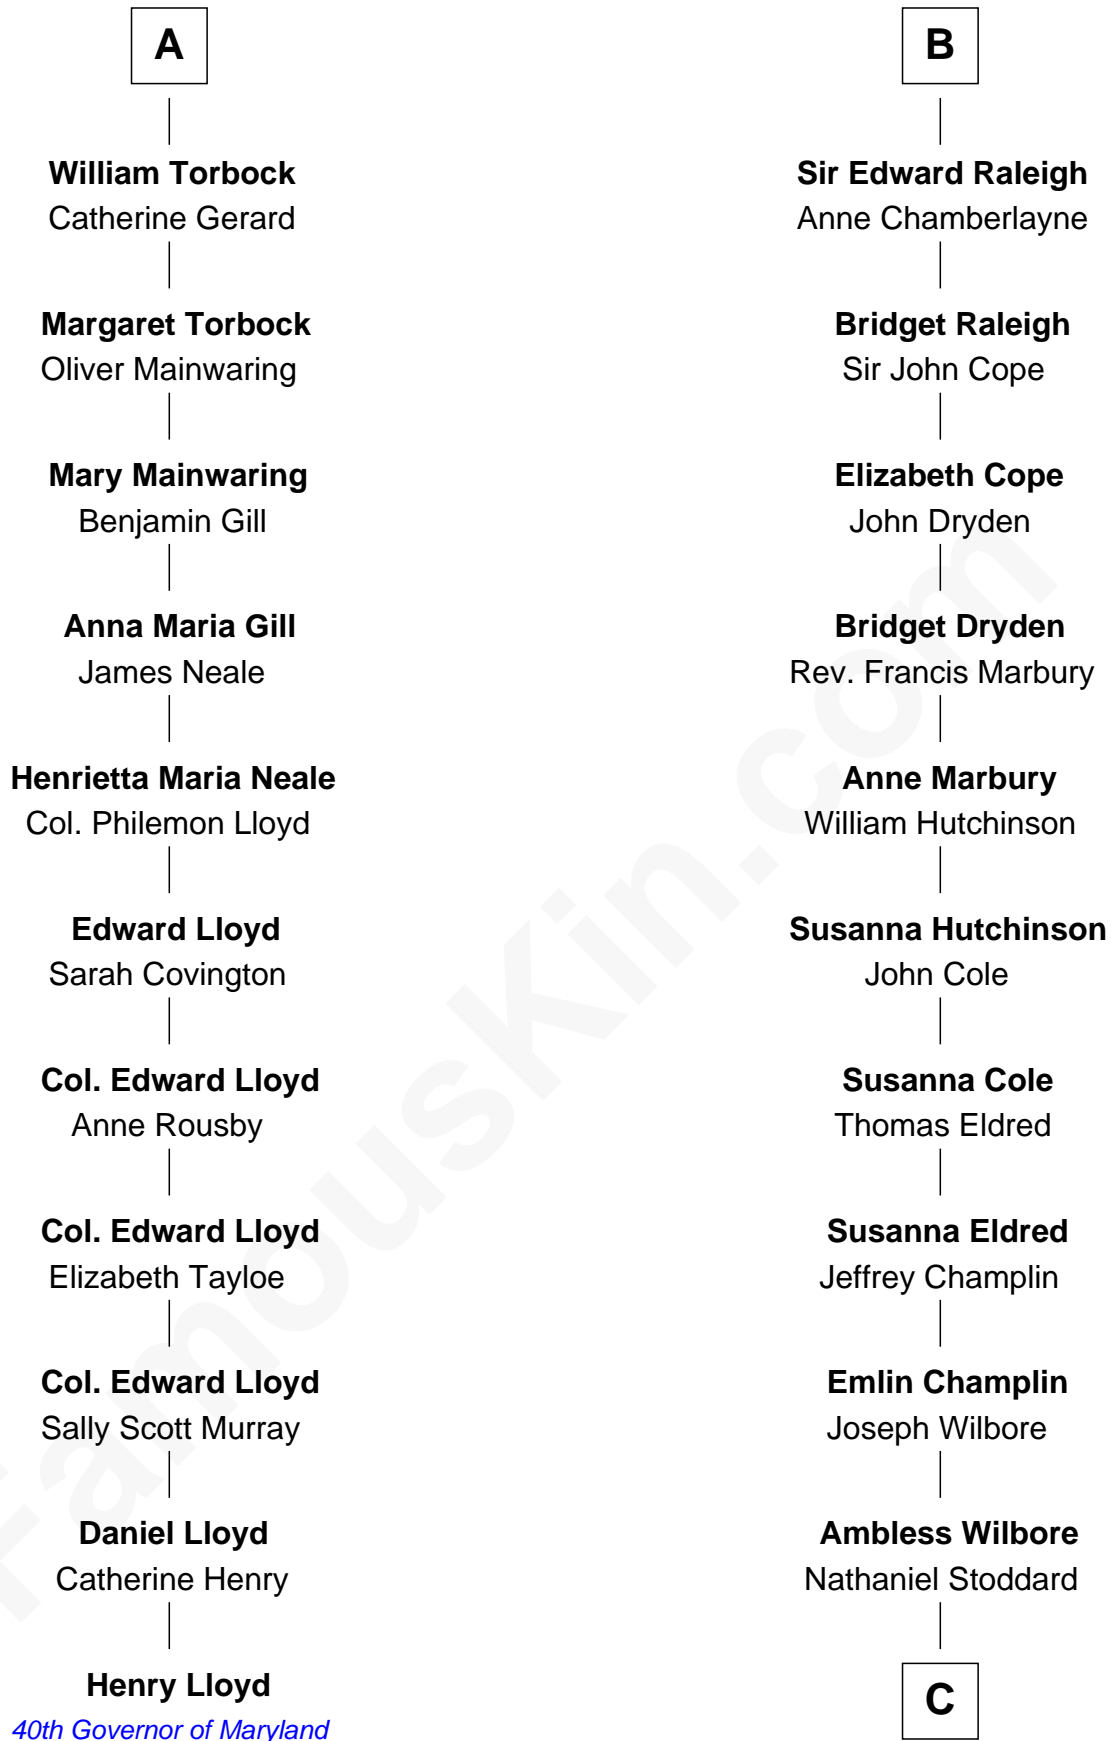 A
William Torbock
Catherine Gerard
Margaret Torbock
Oliver Mainwaring
Mary Mainwaring
Benjamin Gill
Anna Maria Gill
James Neale
Henrietta Maria Neale
Col. Philemon Lloyd
Edward Lloyd
Sarah Covington
Col. Edward Lloyd
Anne Rousby
Col. Edward Lloyd
Elizabeth Tayloe
Col. Edward Lloyd
Sally Scott Murray
Daniel Lloyd
Catherine Henry
Henry Lloyd
40th Governor of Maryland
B
Sir Edward Raleigh
Anne Chamberlayne
Bridget Raleigh
Sir John Cope
Elizabeth Cope
John Dryden
Bridget Dryden
Rev. Francis Marbury
Anne Marbury
William Hutchinson
Susanna Hutchinson
John Cole
Susanna Cole
Thomas Eldred
Susanna Eldred
Jeffrey Champlin
Emlin Champlin
Joseph Wilbore
Ambless Wilbore
Nathaniel Stoddard
C
FamousKin.com